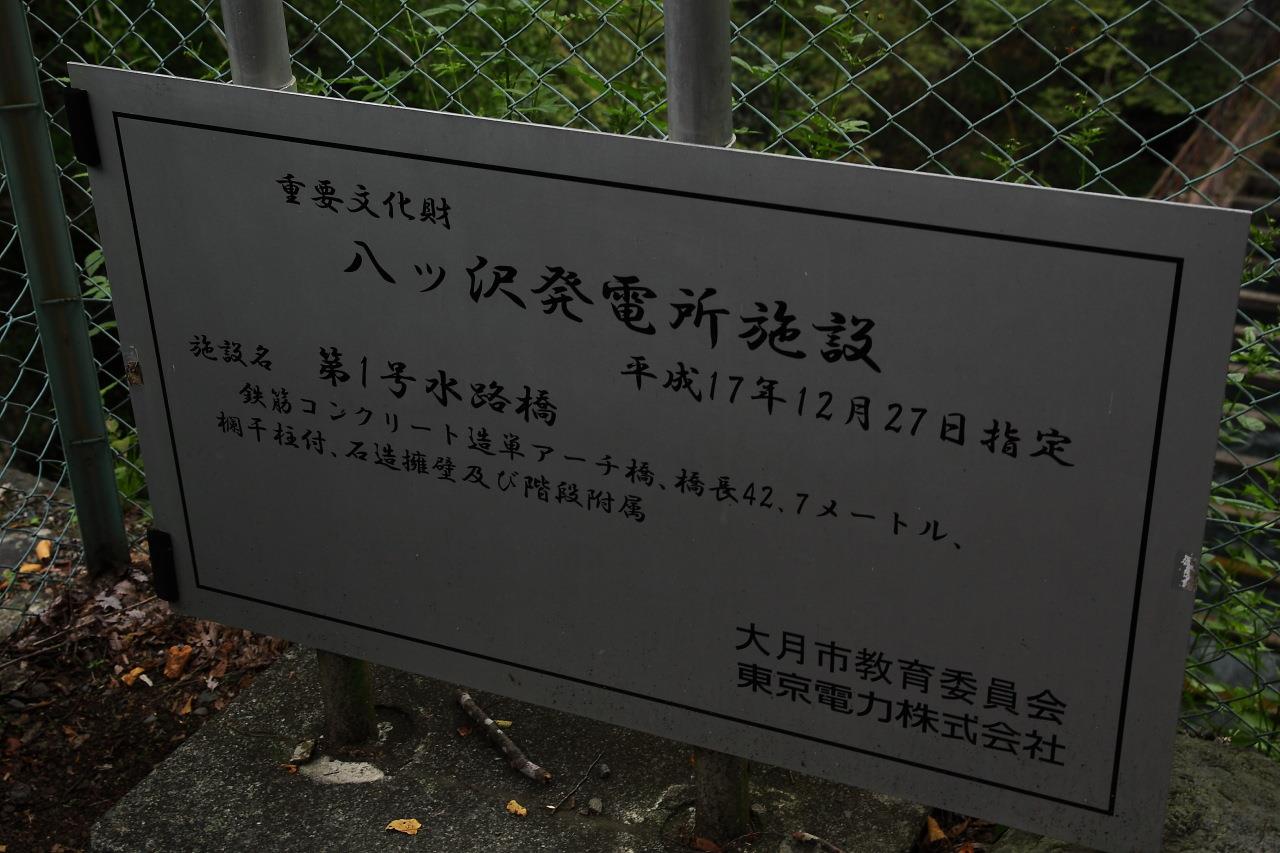 重要文化財
八ッ沢発電所施設
平成17年12月27日指定
施設名 第1号水路橋
鉄筋コンクリート造単アーチ橋、橋長42.7メートル、
欄干柱付、石造擁壁及び階段附属
大月市教育委員会
東京電力株式会社